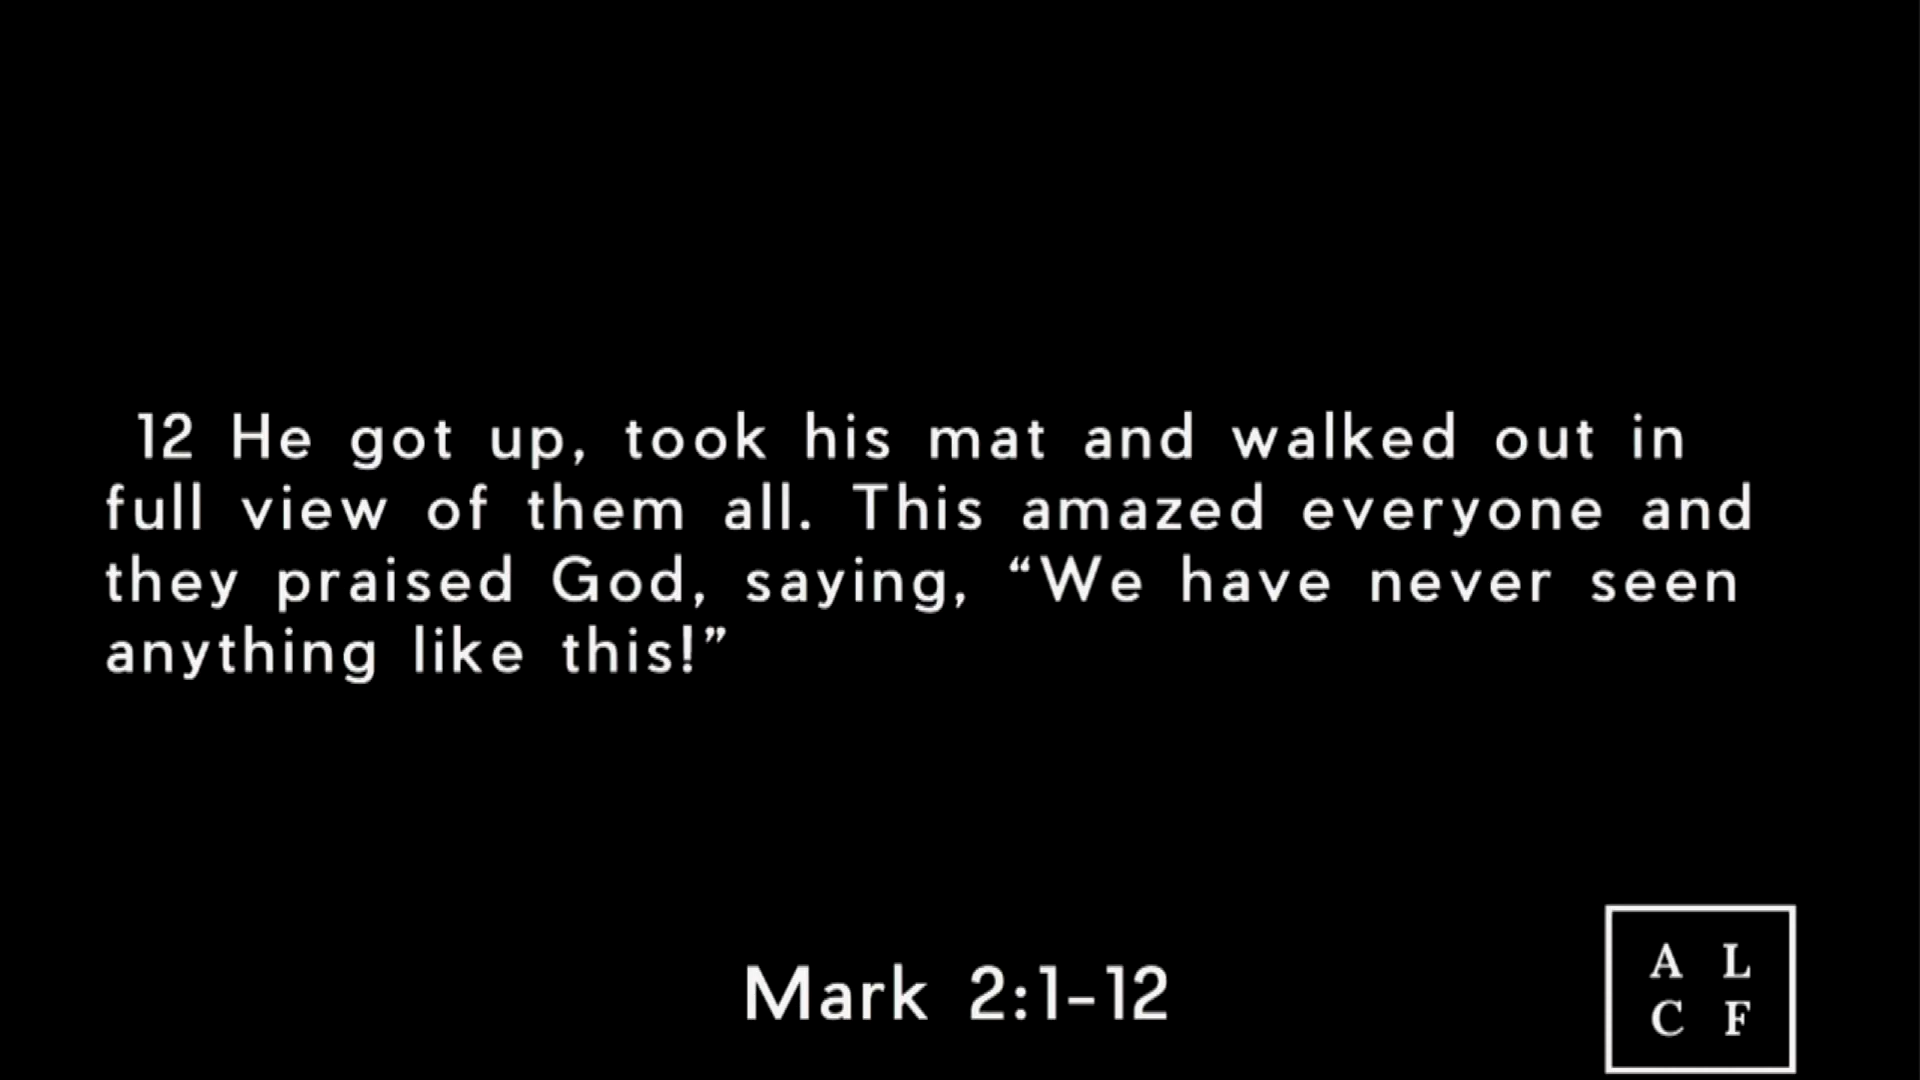 12 He got up, took his mat and walked out in
full view of them all. This amazed everyone and
they praised God, saying, “We have never seen
anything like this!”
Mark 2:1-12
A L
C F